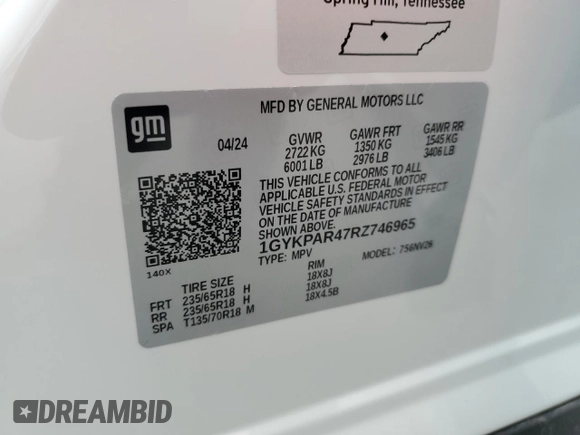 Spring Hill, Tennessee
MFD BY GENERAL MOTORS LLC
gm
04/24 GVWR GAWR FRT GAWR RR
2722 KG 1350 KG 1545 KG
6001 LB 2976 LB 3406 LB
THIS VEHICLE CONFORMS TO ALL
APPLICABLE U.S. FEDERAL MOTOR
VEHICLE SAFETY STANDARDS IN EFFECT
ON THE DATE OF MANUFACTURE
SHOWN ABOVE.
1GYKPAR47RZ746965
TYPE: MPV MODEL: 756NV26
140X
TIRE SIZE RIM
FRT 235/65R18 H 18X8J
RR 235/65R18 H 18X8J
SPA T135/70R18 M 18X4.5B
DREAMBID